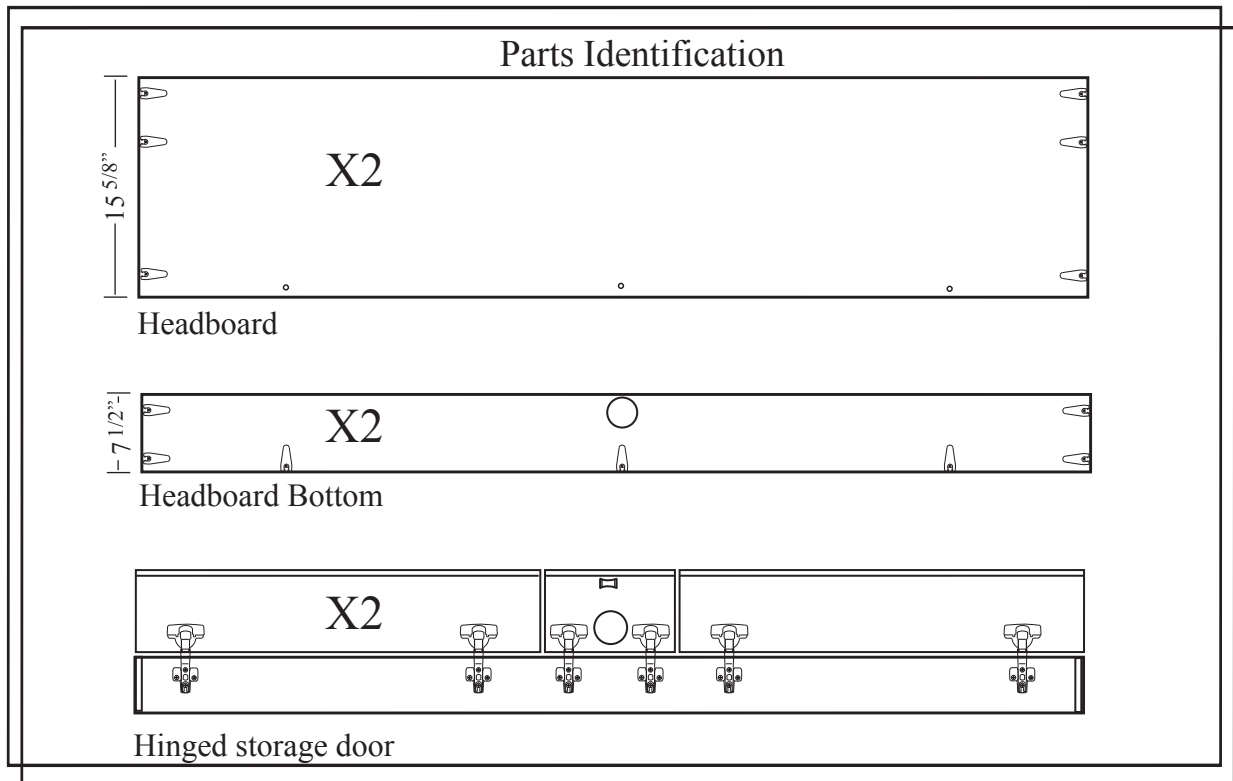 Parts Identification
X2
15 5/8”
Headboard
X2
7 1/2”
Headboard Bottom
X2
Hinged storage door